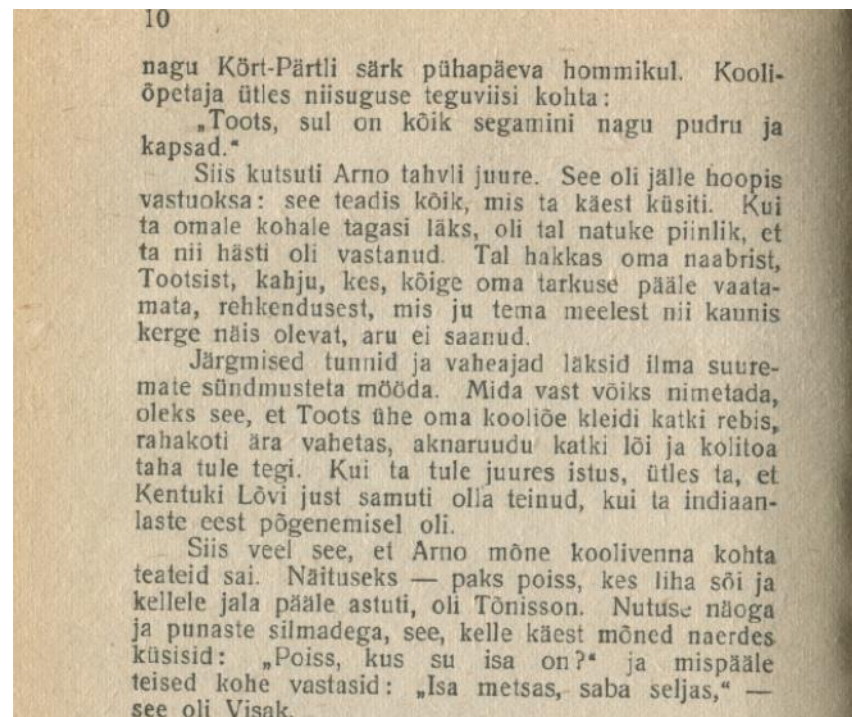 10
nagu Kõrt-Pärtli särk pühapäeva hommikul. Kooli-
õpetaja ütles niisuguse teguviisi kohta:
„Toots, sul on kõik segamini nagu pudru ja
kapsad.“
Siis kutsuti Arno tahvli juure. See oli jälle hoopis
vastuoksa: see teadis kõik, mis ta käest küsiti. Kui
ta omale kohale tagasi läks, oli tal natuke piinlik, et
ta nii hästi oli vastanud. Tal hakkas oma naabrist,
Tootsist, kahju, kes, kõige oma tarkuse pääle vaata-
mata, rehkendusest, mis ju tema meelest nii kaunis
kerge näis olevat, aru ei saanud.
Järgmised tunnid ja vaheajad läksid ilma suure-
mate sündmusteta mööda. Mida vast võiks nimetada,
oleks see, et Toots ühe oma kooliõe kleidi katki rebis,
rahakoti ära vahetas, aknaruudu katki lõi ja kolitoa
taha tule tegi. Kui ta tule juures istus, ütles ta, et
Kentuki Lõvi just samuti olla teinud, kui ta indiaan-
laste eest põgenemisel oli.
Siis veel see, et Arno mõne koolivenna kohta
teateid sai. Näituseks — paks poiss, kes liha sõi ja
kellele jala pääle astuti, oli Tõnisson. Nutuse näoga
ja punaste silmadega, see, kelle käest mõned naerdes
küsisid: „Poiss, kus su isa on?“ ja mispääle
teised kohe vastasid: „Isa metsas, saba seljas,“ —
see oli Visak.